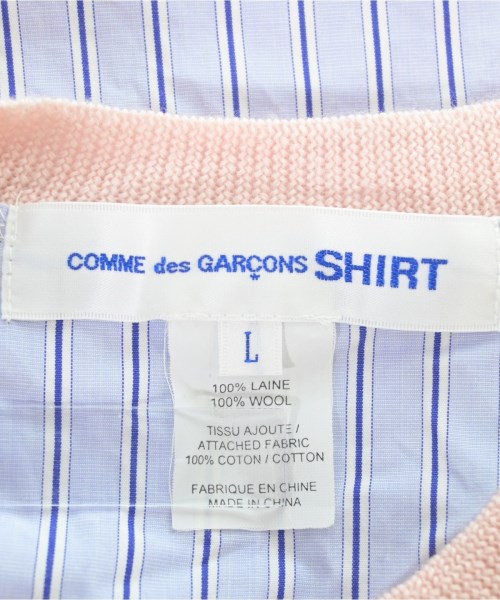 COMME des GARÇONS SHIRT
L
100% LAINE
100% WOOL
TISSU AJOUTE /
ATTACHED FABRIC
100% COTON / COTTON
FABRIQUE EN CHINE
MADE IN CHINA